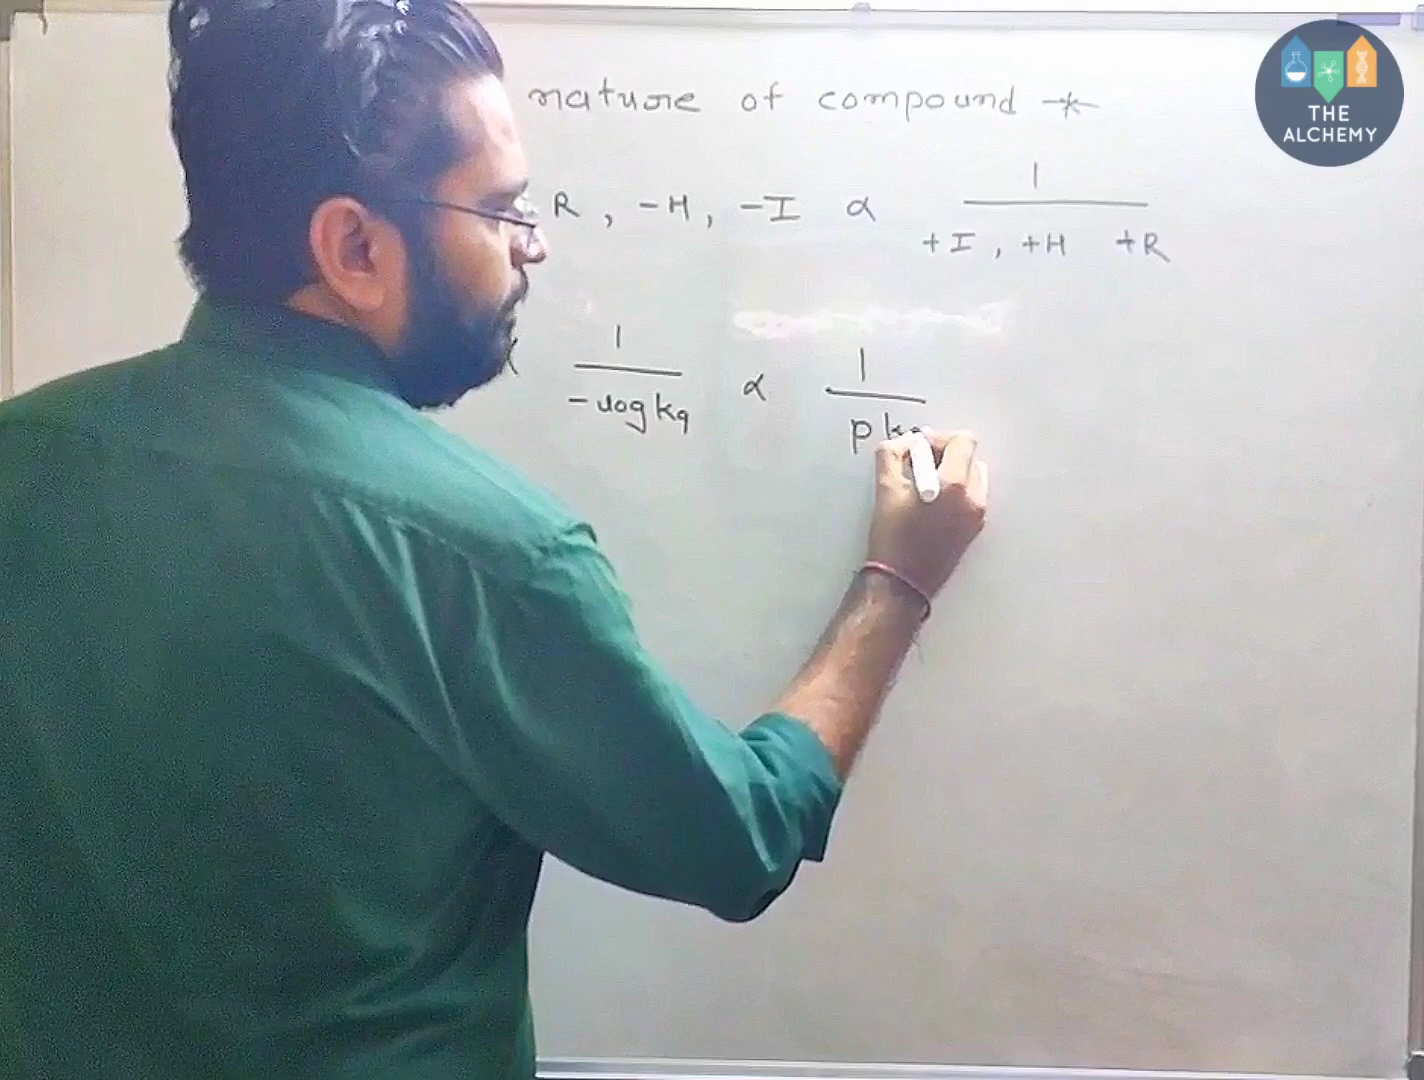 nature of compound
R, -H, -I α 1 / +I, +H +R
α 1 / -log ka α 1 / pka
THE
ALCHEMY